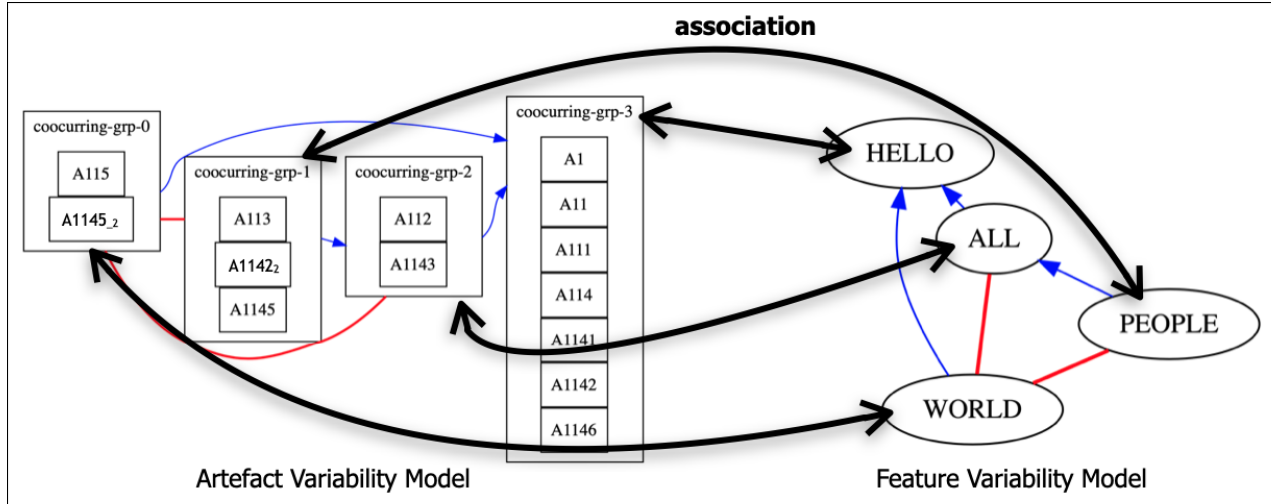 association
coocurring-grp-0
A115
A1145_2
coocurring-grp-1
A113
A1142₂
A1145
coocurring-grp-2
A112
A1143
coocurring-grp-3
A1
A11
A111
A114
A1141
A1142
A1146
HELLO
ALL
PEOPLE
WORLD
Artefact Variability Model
Feature Variability Model